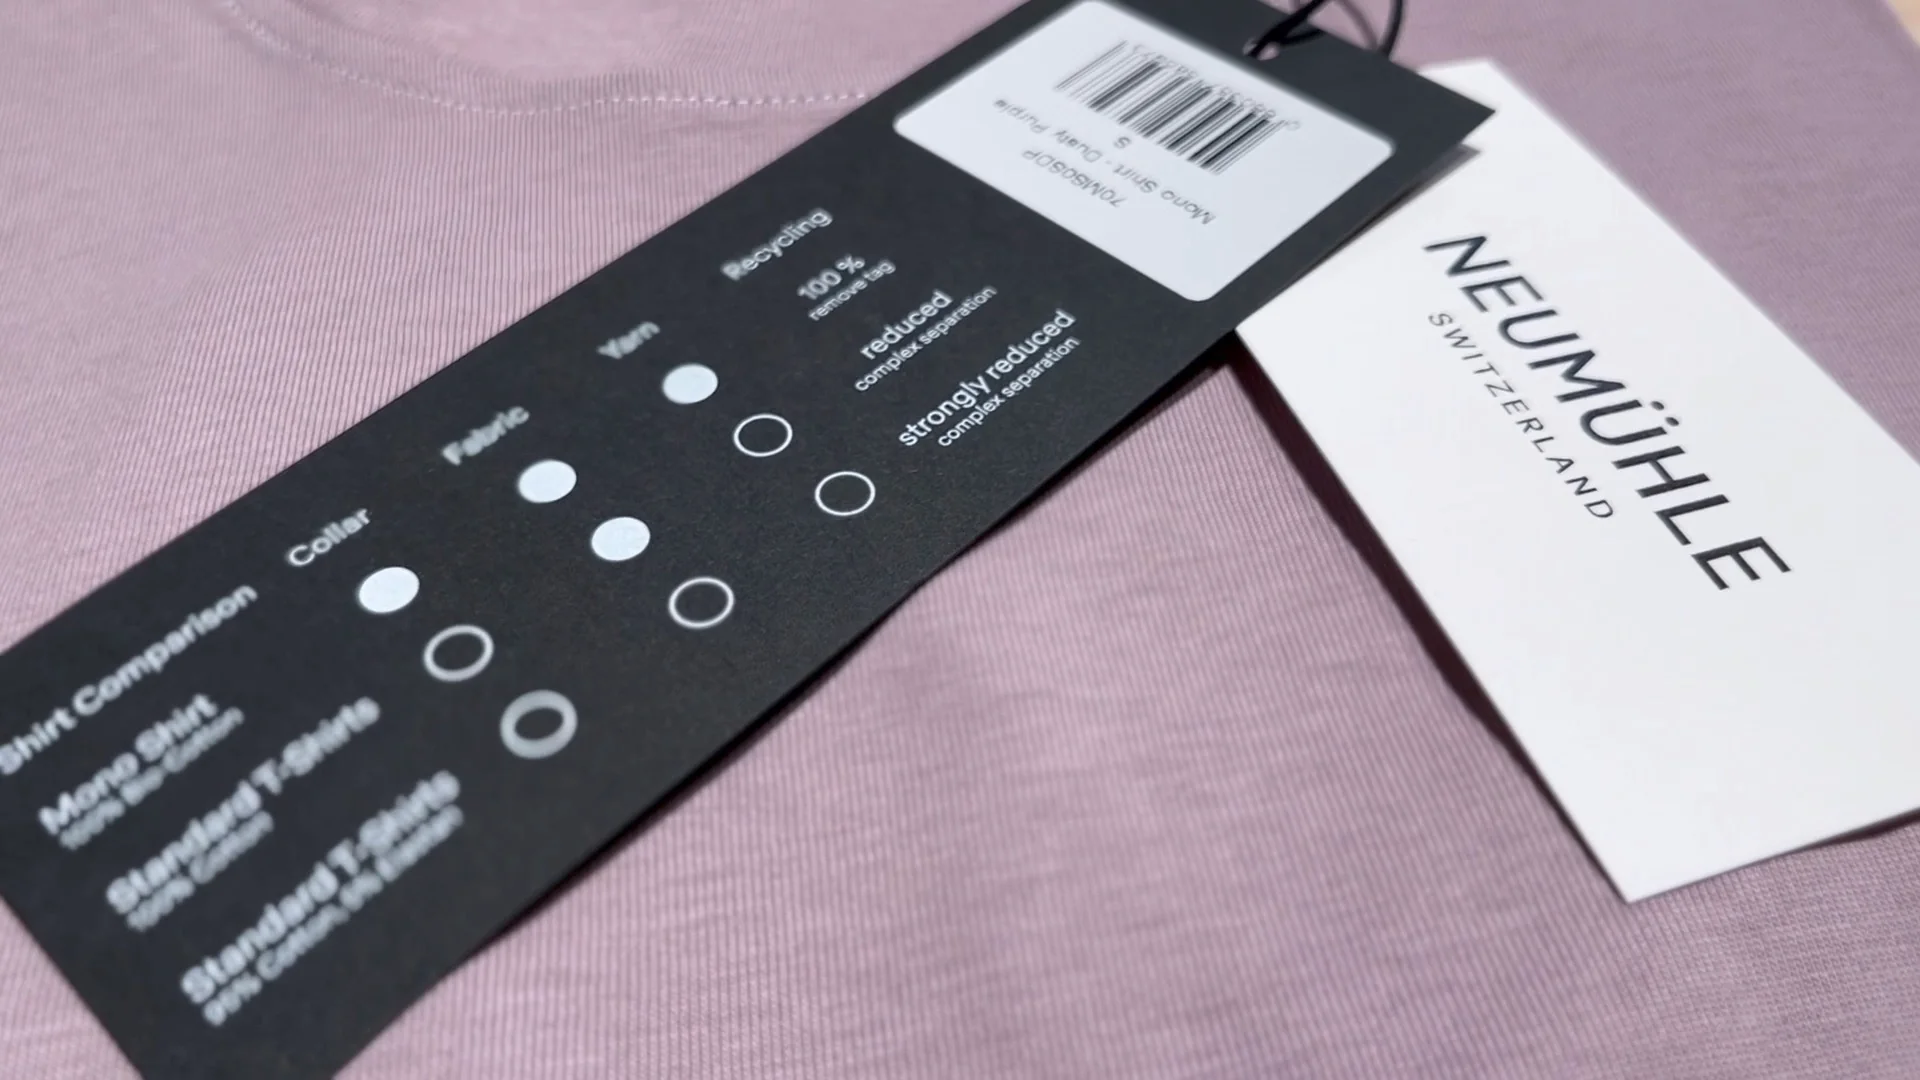 Shirt Comparison Collar Fabric Yarn Recycling
Mono Shirt 100 %
100% Bio-Cotton remove tag
Standard T-Shirts reduced
100% Cotton complex separation
Standard T-Shirts strongly reduced
95% Cotton, 5% Elastan complex separation
70MS0SDP
Mono Shirt - Dusty Purple
S
NEUMÜHLE
SWITZERLAND